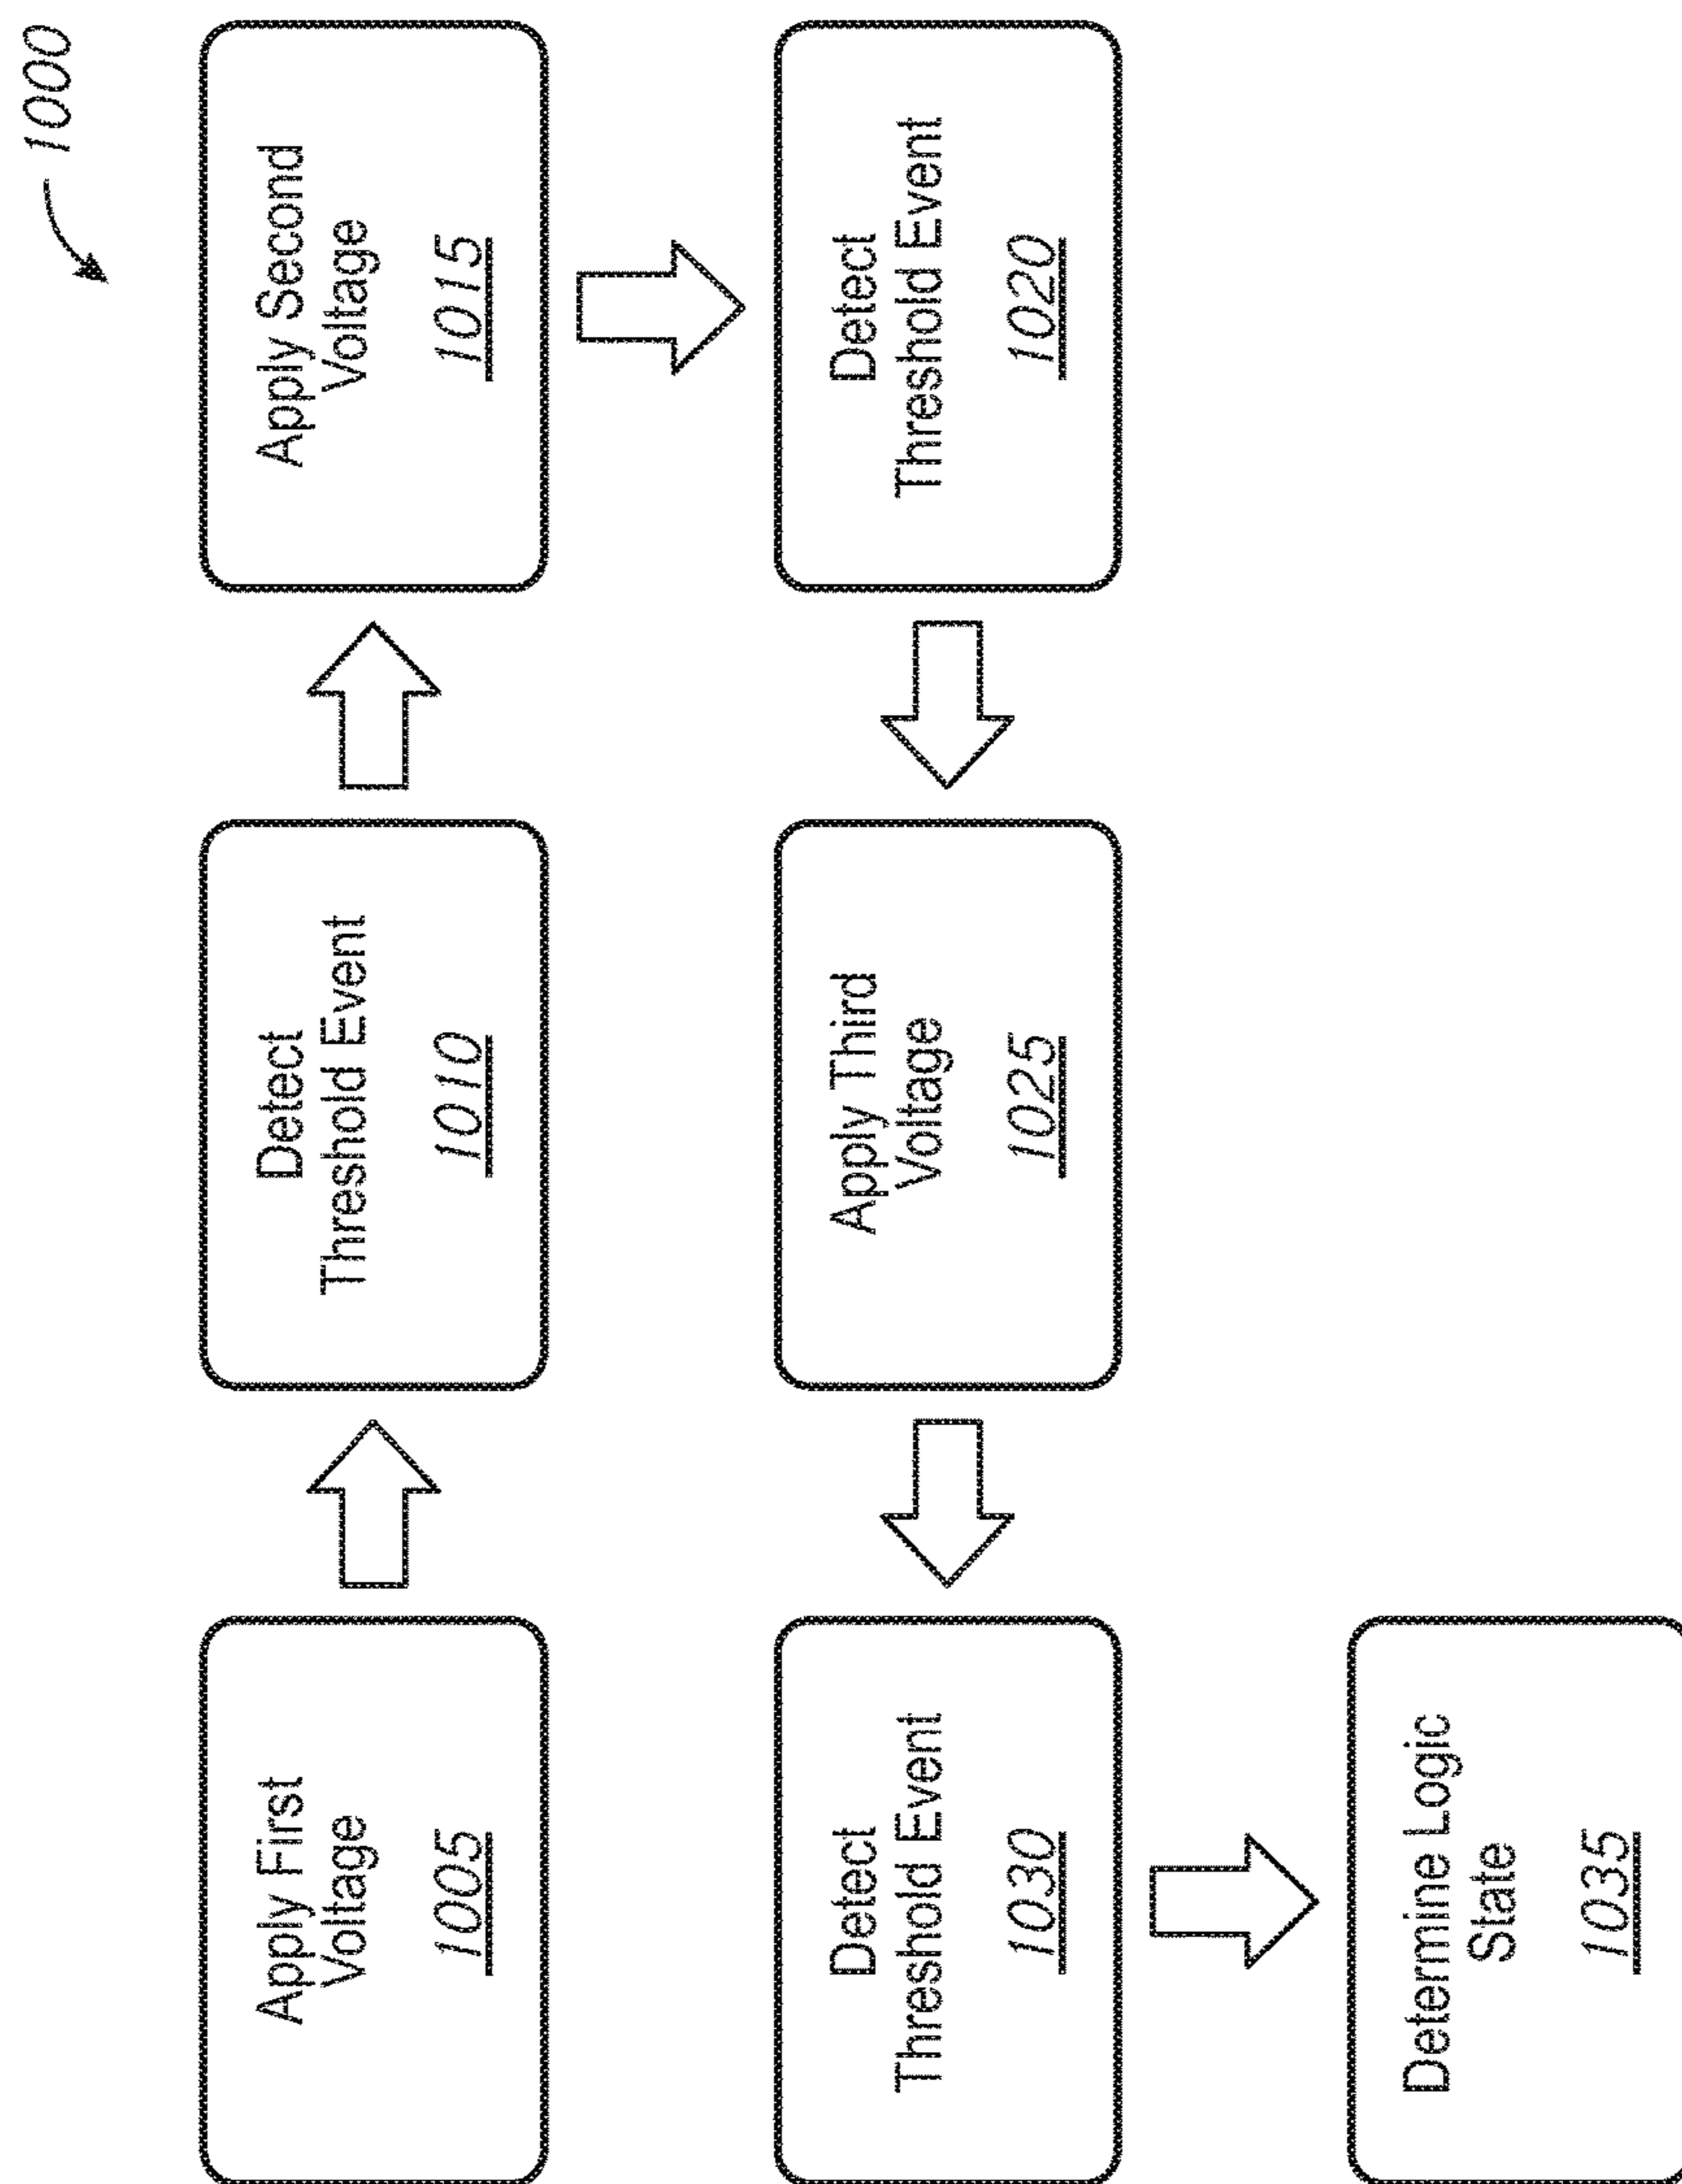 1000
Apply First
Voltage
1005
Detect
Threshold Event
1010
Apply Second
Voltage
1015
Detect
Threshold Event
1020
Apply Third
Voltage
1025
Detect
Threshold Event
1030
Determine Logic
State
1035